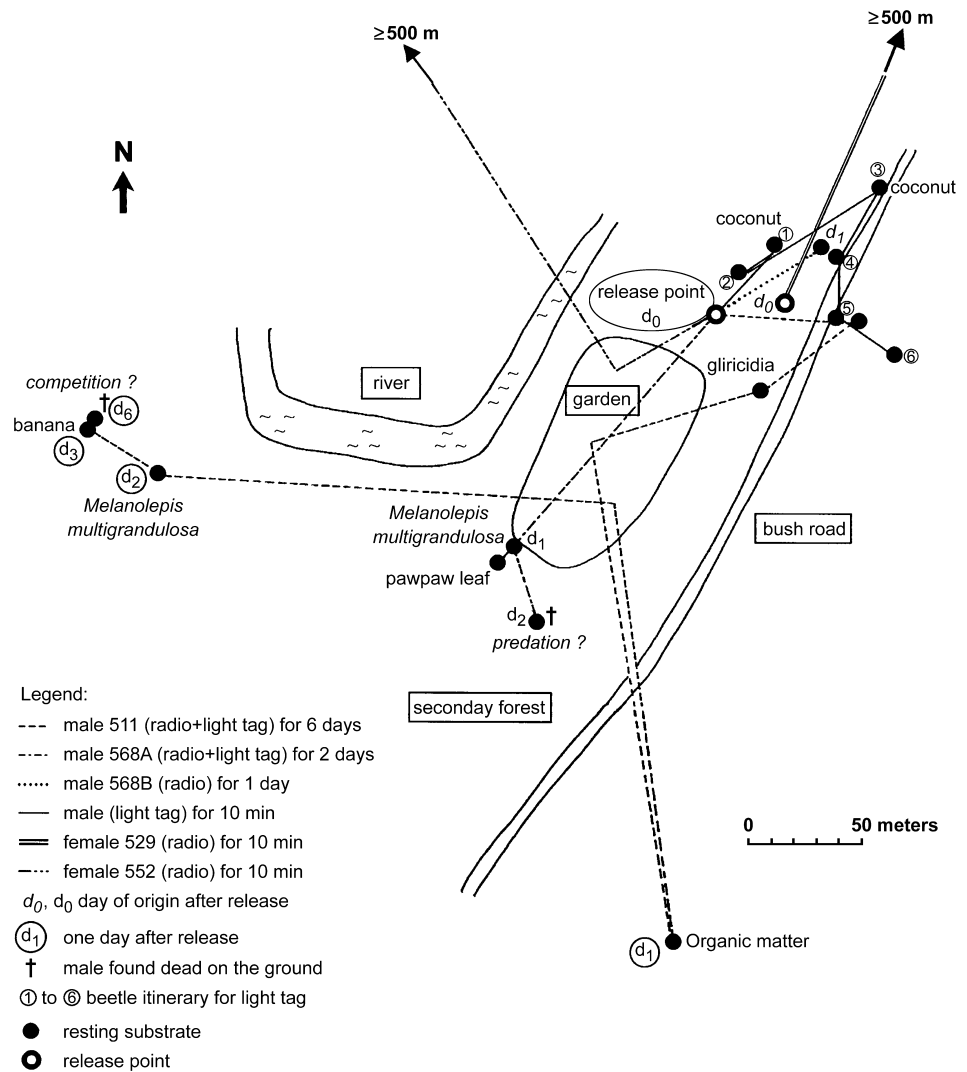 ≥500 m
≥500 m
N
③
coconut
coconut
①
d1
②
④
release point
d0
d0
⑤
gliricidia
⑥
river
garden
competition ?
† d6
banana
d3
d2
Melanolepis
multigrandulosa
Melanolepis
multigrandulosa
d1
bush road
pawpaw leaf
d2 †
predation ?
seconday forest
Legend:
male 511 (radio+light tag) for 6 days
male 568A (radio+light tag) for 2 days
male 568B (radio) for 1 day
male (light tag) for 10 min
female 529 (radio) for 10 min
female 552 (radio) for 10 min
d0, d0 day of origin after release
d1 one day after release
† male found dead on the ground
① to ⑥ beetle itinerary for light tag
resting substrate
release point
0 50 meters
d1 Organic matter